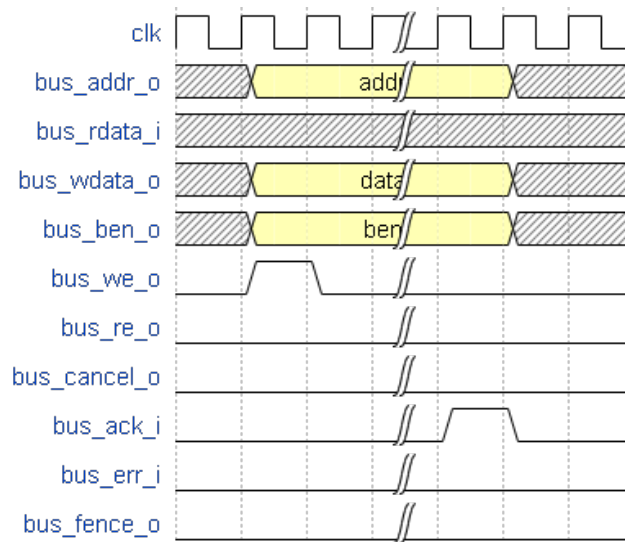 clk
bus_addr_o
addr
bus_rdata_i
bus_wdata_o
data
bus_ben_o
ben
bus_we_o
bus_re_o
bus_cancel_o
bus_ack_i
bus_err_i
bus_fence_o